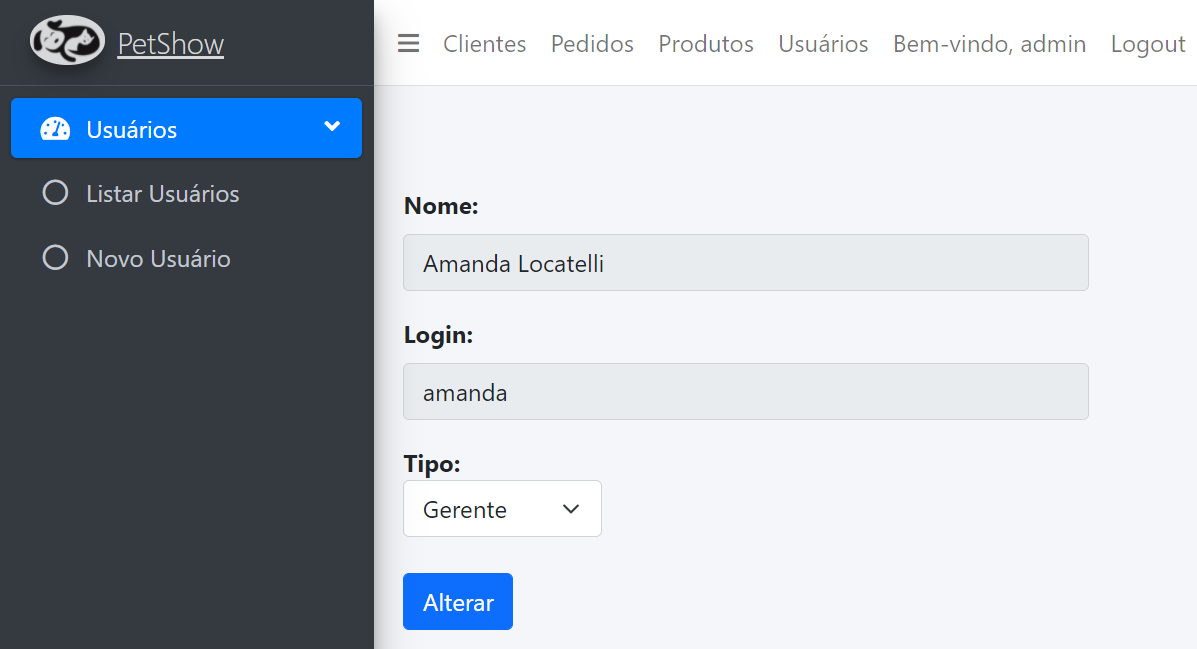 PetShow
Clientes Pedidos Produtos Usuários Bem-vindo, admin Logout
Usuários
Listar Usuários
Novo Usuário
Nome:
Amanda Locatelli
Login:
amanda
Tipo:
Gerente
Alterar